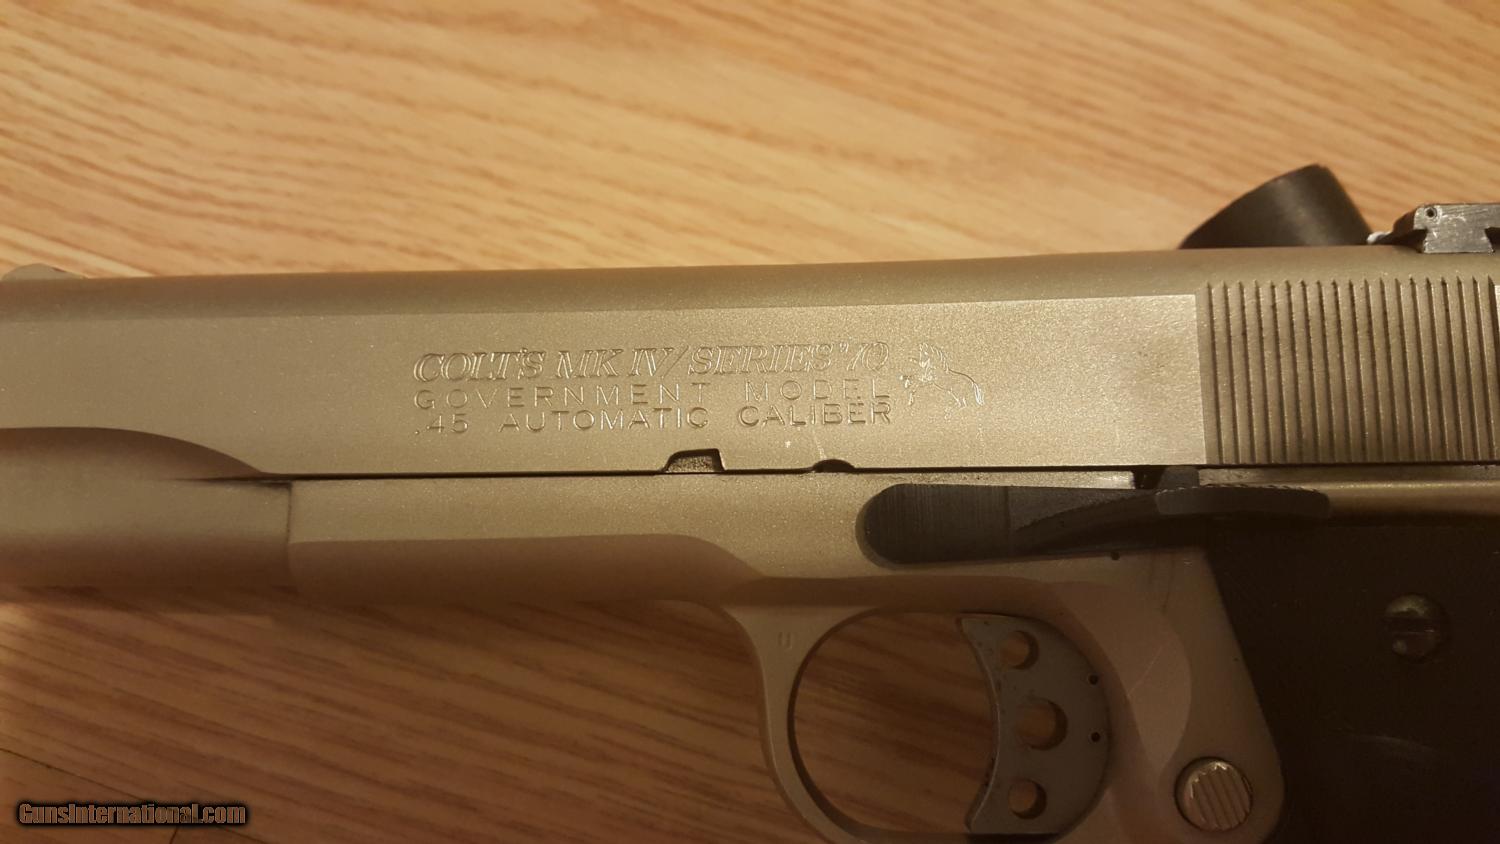 COLT'S MK IV/SERIES'70
GOVERNMENT MODEL
.45 AUTOMATIC CALIBER
U
GunsInternational.com